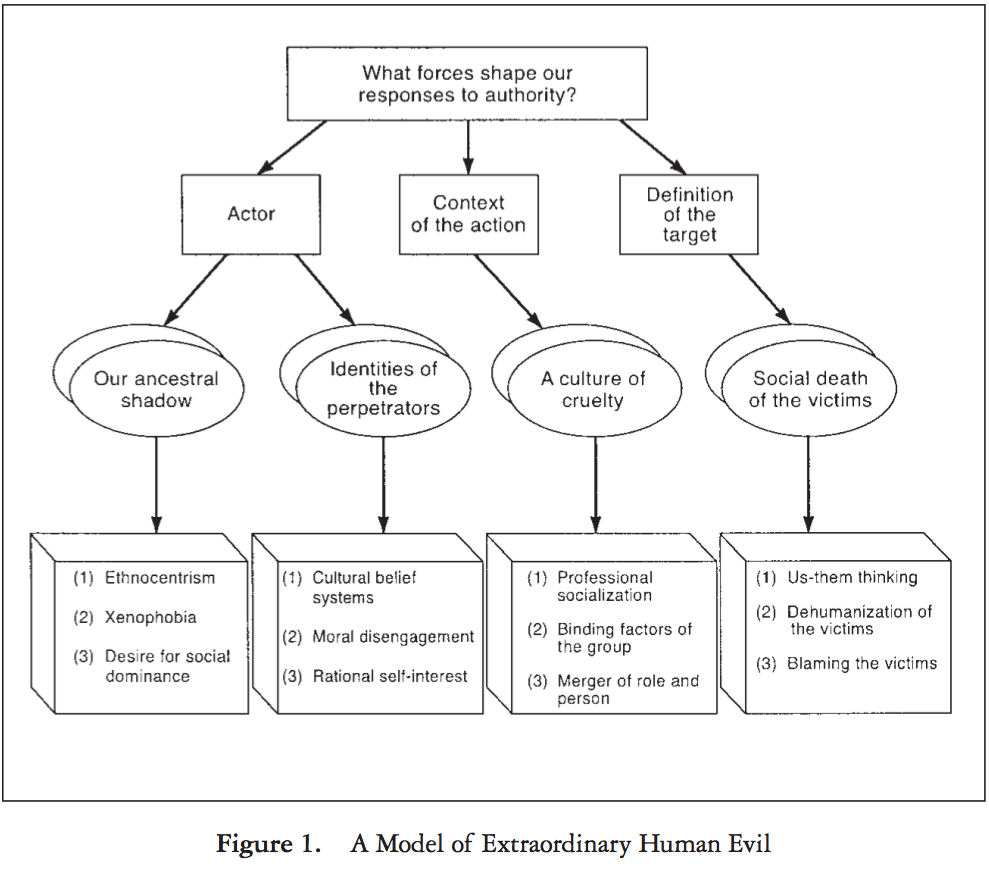 What forces shape our
responses to authority?
Actor
Context
of the action
Definition
of the
target
Our ancestral
shadow
Identities of
the
perpetrators
A culture of
cruelty
Social death
of the victims
(1) Ethnocentrism
(2) Xenophobia
(3) Desire for social
dominance
(1) Cultural belief
systems
(2) Moral disengagement
(3) Rational self-interest
(1) Professional
socialization
(2) Binding factors of
the group
(3) Merger of role and
person
(1) Us-them thinking
(2) Dehumanization of
the victims
(3) Blaming the victims
Figure 1. A Model of Extraordinary Human Evil